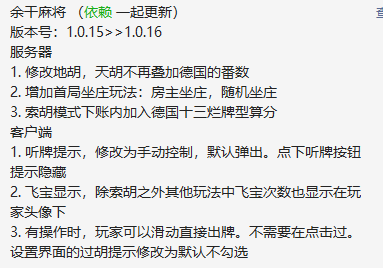 余干麻将 （依赖 一起更新）
版本号：1.0.15>>1.0.16
服务器
1. 修改地胡，天胡不再叠加德国的番数
2. 增加首局坐庄玩法：房主坐庄，随机坐庄
3. 索胡模式下账内加入德国十三烂牌型算分
客户端
1. 听牌提示，修改为手动控制，默认弹出。点下听牌按钮
提示隐藏
2. 飞宝显示，除索胡之外其他玩法中飞宝次数也显示在玩
家头像下
3. 有操作时，玩家可以滑动直接出牌。不需要在点击过。
设置界面的过胡提示修改为默认不勾选